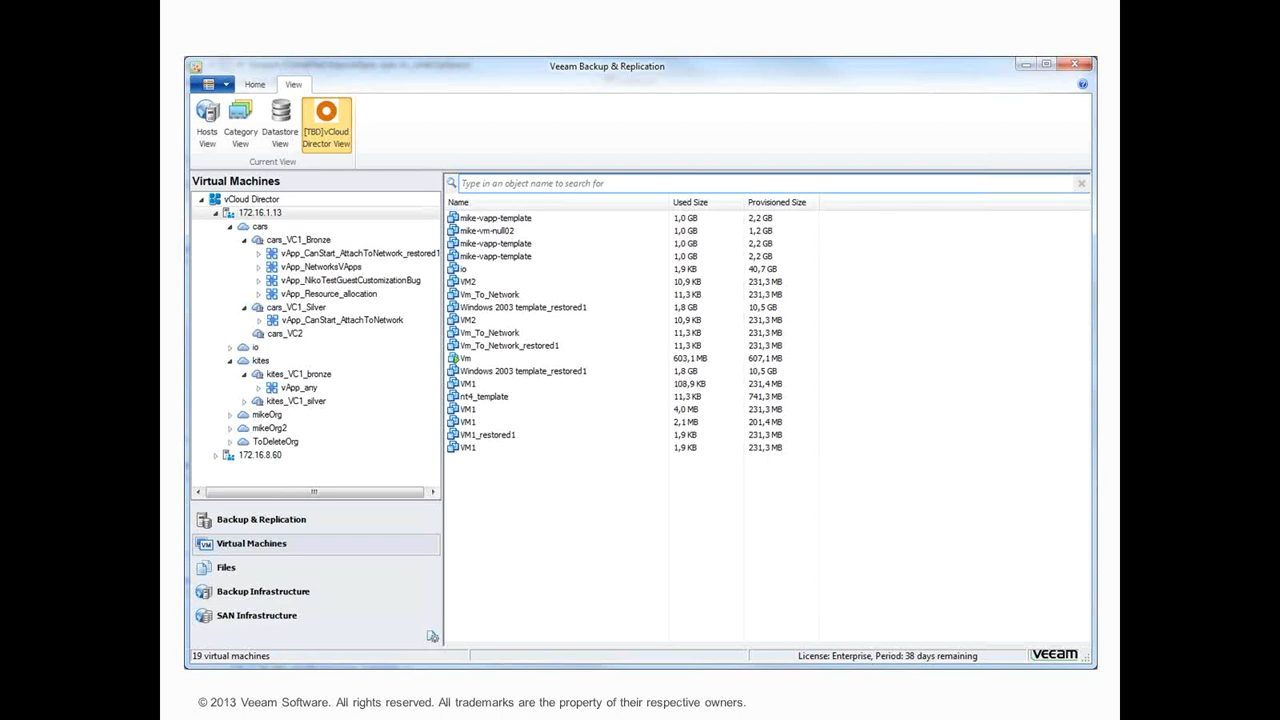 Veeam Backup & Replication
Home View
Hosts View
Category View
Datastore View
[TBD]vCloud Director View
Current View
Virtual Machines
vCloud Director
172.16.1.13
cars
cars_VC1_Bronze
vApp_CanStart_AttachToNetwork_restored1
vApp_NetworksVApps
vApp_NikoTestGuestCustomizationBug
vApp_Resource_allocation
cars_VC1_Silver
vApp_CanStart_AttachToNetwork
cars_VC2
io
kites
kites_VC1_bronze
vApp_any
kites_VC1_silver
mikeOrg
mikeOrg2
ToDeleteOrg
172.16.8.60
Backup & Replication
Virtual Machines
Files
Backup Infrastructure
SAN Infrastructure
Type in an object name to search for
Name Used Size Provisioned Size
mike-vapp-template 1,0 GB 2,2 GB
mike-vm-null02 1,0 GB 1,2 GB
mike-vapp-template 1,0 GB 2,2 GB
mike-vapp-template 1,0 GB 2,2 GB
io 1,9 KB 40,7 GB
VM2 10,9 KB 231,3 MB
Vm_To_Network 11,3 KB 231,3 MB
Windows 2003 template_restored1 1,8 GB 10,5 GB
VM2 10,9 KB 231,3 MB
Vm_To_Network 11,3 KB 231,3 MB
Vm_To_Network_restored1 11,3 KB 231,3 MB
Vm 603,1 MB 607,1 MB
Windows 2003 template_restored1 1,8 GB 10,5 GB
VM1 108,9 KB 231,4 MB
nt4_template 11,3 KB 741,3 MB
VM1 4,0 MB 231,3 MB
VM1 2,1 MB 201,4 MB
VM1_restored1 1,9 KB 231,3 MB
VM1 1,9 KB 231,3 MB
19 virtual machines
License: Enterprise, Period: 38 days remaining
veeam
© 2013 Veeam Software. All rights reserved. All trademarks are the property of their respective owners.